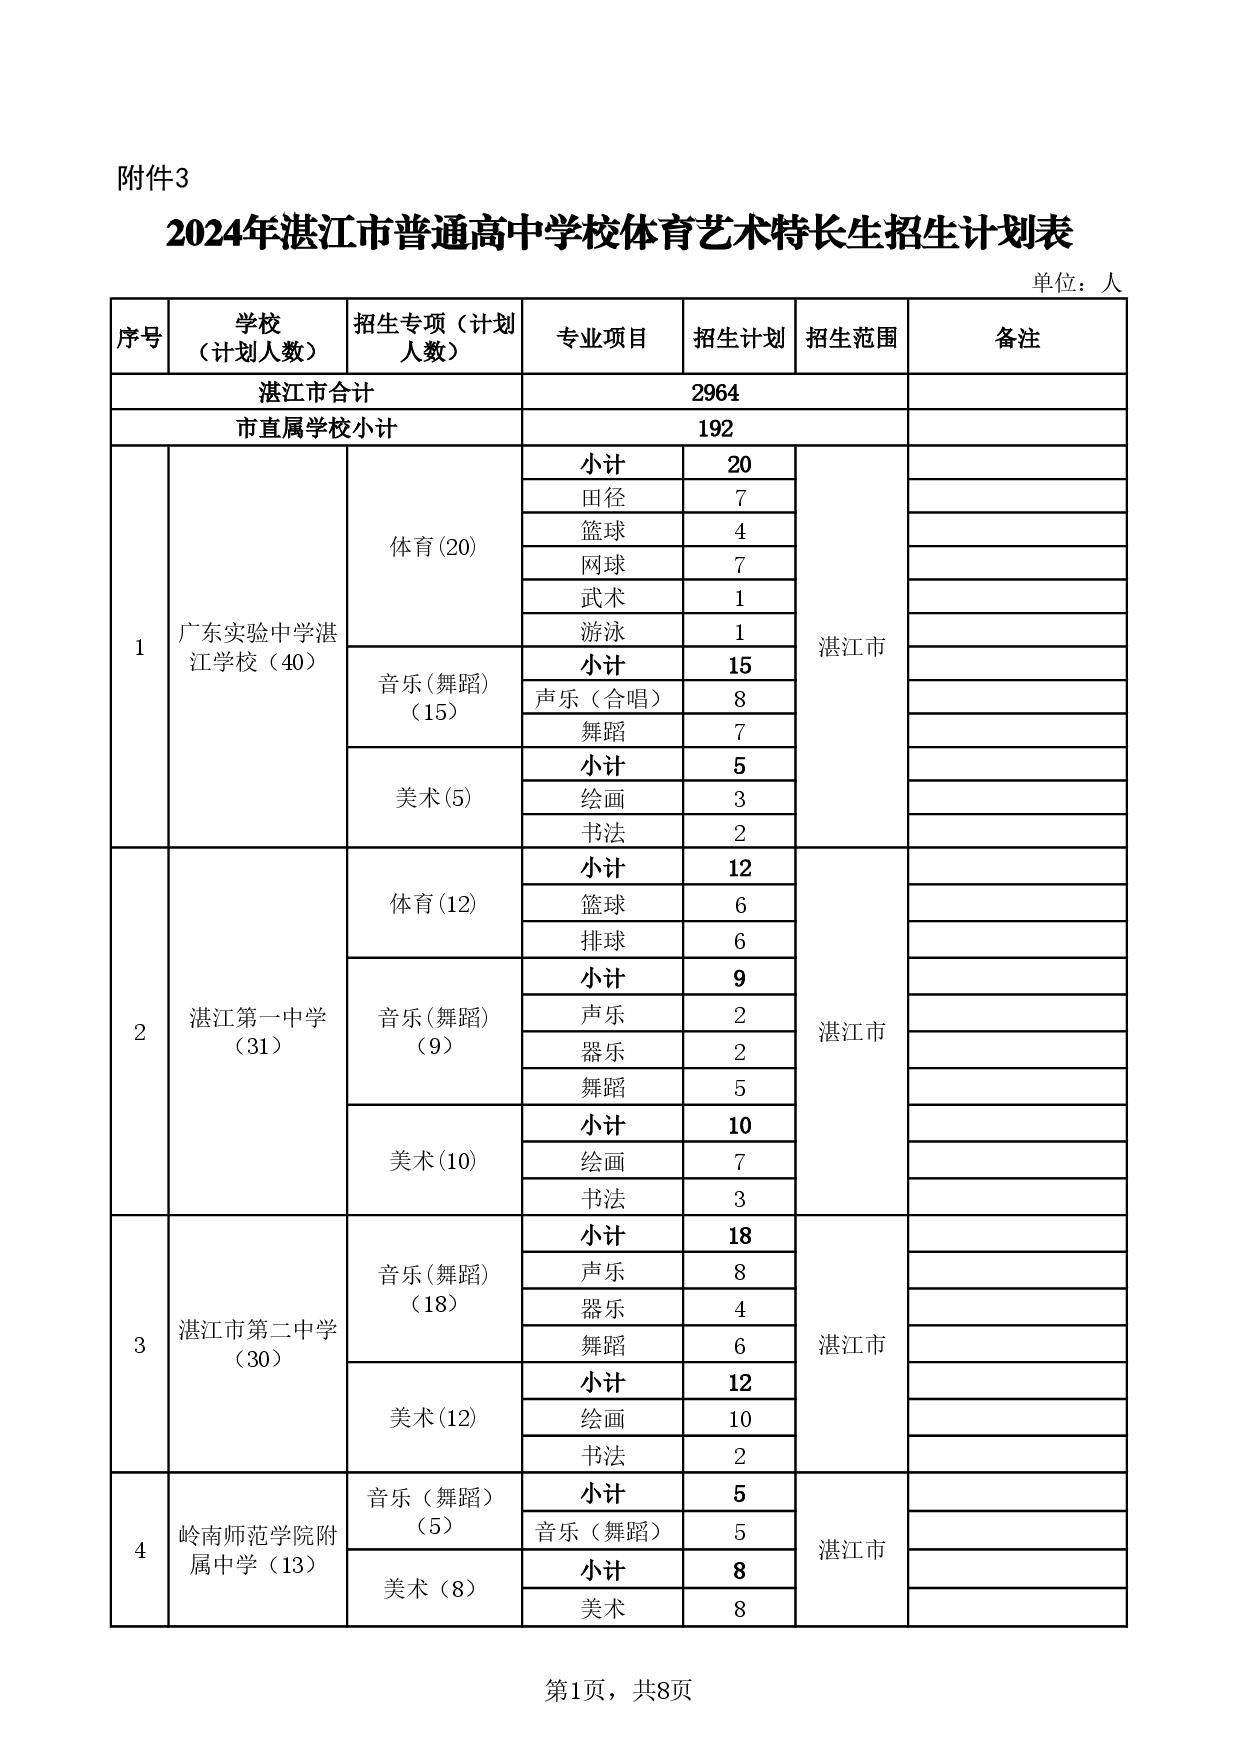 附件3
2024年湛江市普通高中学校体育艺术特长生招生计划表
单位：人
序号 学校（计划人数） 招生专项（计划人数） 专业项目 招生计划 招生范围 备注
湛江市合计 2964
市直属学校小计 192
1 广东实验中学湛江学校（40） 体育(20) 小计 20 湛江市
田径 7
篮球 4
网球 7
武术 1
游泳 1
音乐(舞蹈)（15） 小计 15
声乐（合唱） 8
舞蹈 7
美术(5) 小计 5
绘画 3
书法 2
2 湛江第一中学（31） 体育(12) 小计 12 湛江市
篮球 6
排球 6
音乐(舞蹈)（9） 小计 9
声乐 2
器乐 2
舞蹈 5
美术(10) 小计 10
绘画 7
书法 3
3 湛江市第二中学（30） 音乐(舞蹈)（18） 小计 18 湛江市
声乐 8
器乐 4
舞蹈 6
美术(12) 小计 12
绘画 10
书法 2
4 岭南师范学院附属中学（13） 音乐（舞蹈）（5） 小计 5 湛江市
音乐（舞蹈） 5
美术（8） 小计 8
美术 8
第1页，共8页